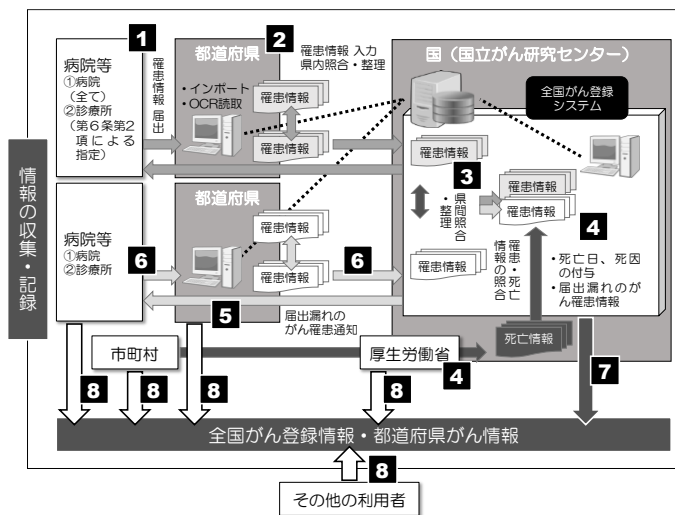 1
病院等
①病院
(全て)
②診療所
(第6条第2
項による
指定)
罹患情報 届出
都道府県
2
・インポート
・OCR読取
罹患情報
罹患情報
罹患情報 入力
県内照合・整理
国(国立がん研究センター)
全国がん登録
システム
罹患情報
3
・県間照合
・整理
罹患情報
罹患情報
罹患情報
4
罹患・死亡
情報の照合
・死亡日、死因
の付与
・届出漏れのが
ん罹患情報
死亡情報
情報の収集・記録
病院等
①病院
②診療所
6
都道府県
罹患情報
罹患情報
6
5
届出漏れの
がん罹患通知
市町村
厚生労働省
4
7
8
8
8
8
全国がん登録情報・都道府県がん情報
8
その他の利用者